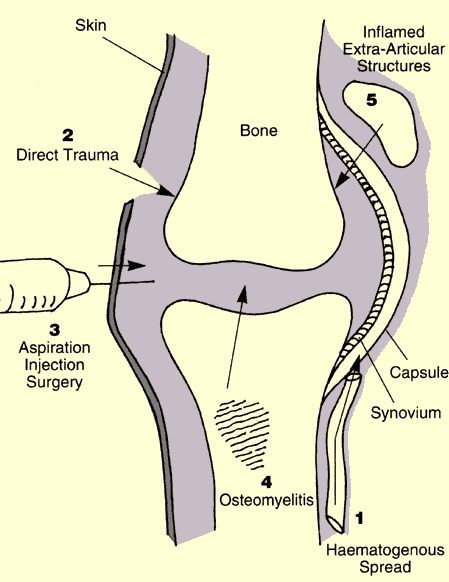 Skin
Inflamed
Extra-Articular
Structures
5
2
Direct Trauma
Bone
3
Aspiration
Injection
Surgery
Capsule
Synovium
4
Osteomyelitis
1
Haematogenous
Spread